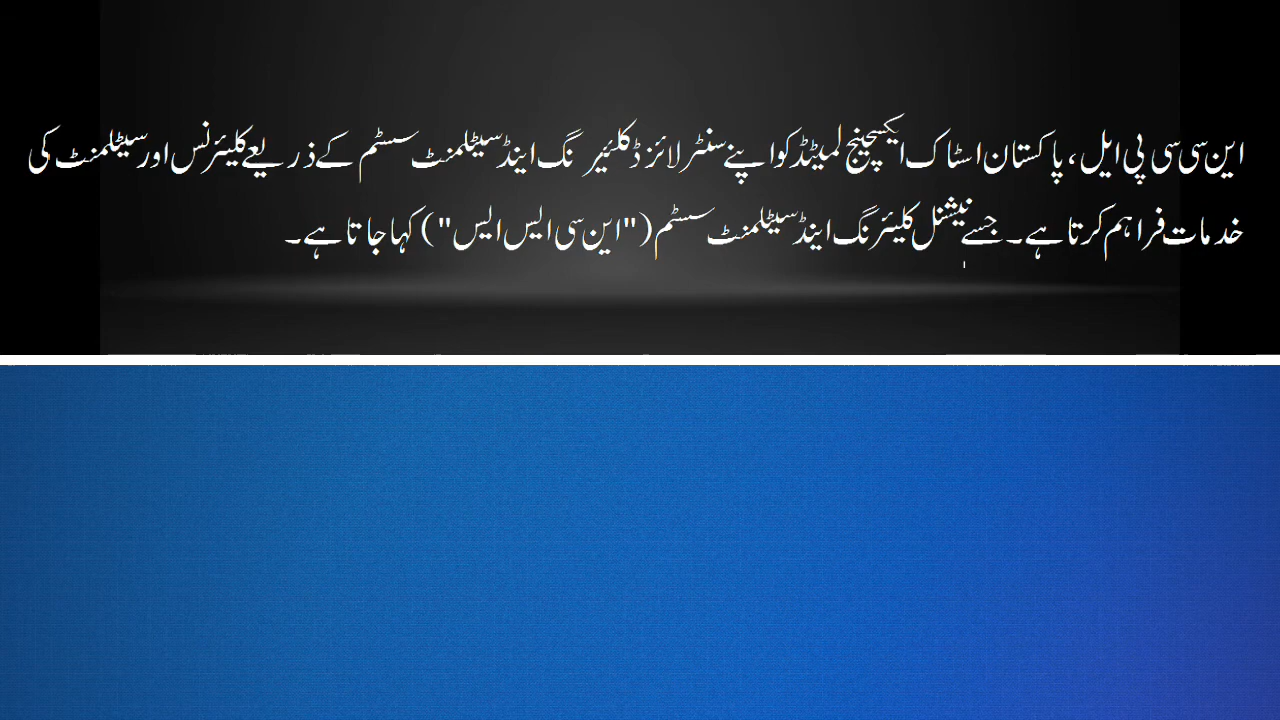 این سی سی پی ایل، پاکستان اسٹاک ایکسچینج لمیٹڈ کو اپنے سنٹرلائزڈ کلئیرنگ اینڈ سیٹلمنٹ سسٹم کے ذریعے کلیئرنس اور سیٹلمنٹ کی
خدمات فراہم کرتا ہے۔ جسے نیشنل کلیئرنگ اینڈ سیٹلمنٹ سسٹم ("این سی ایس ایس") کہا جاتا ہے۔